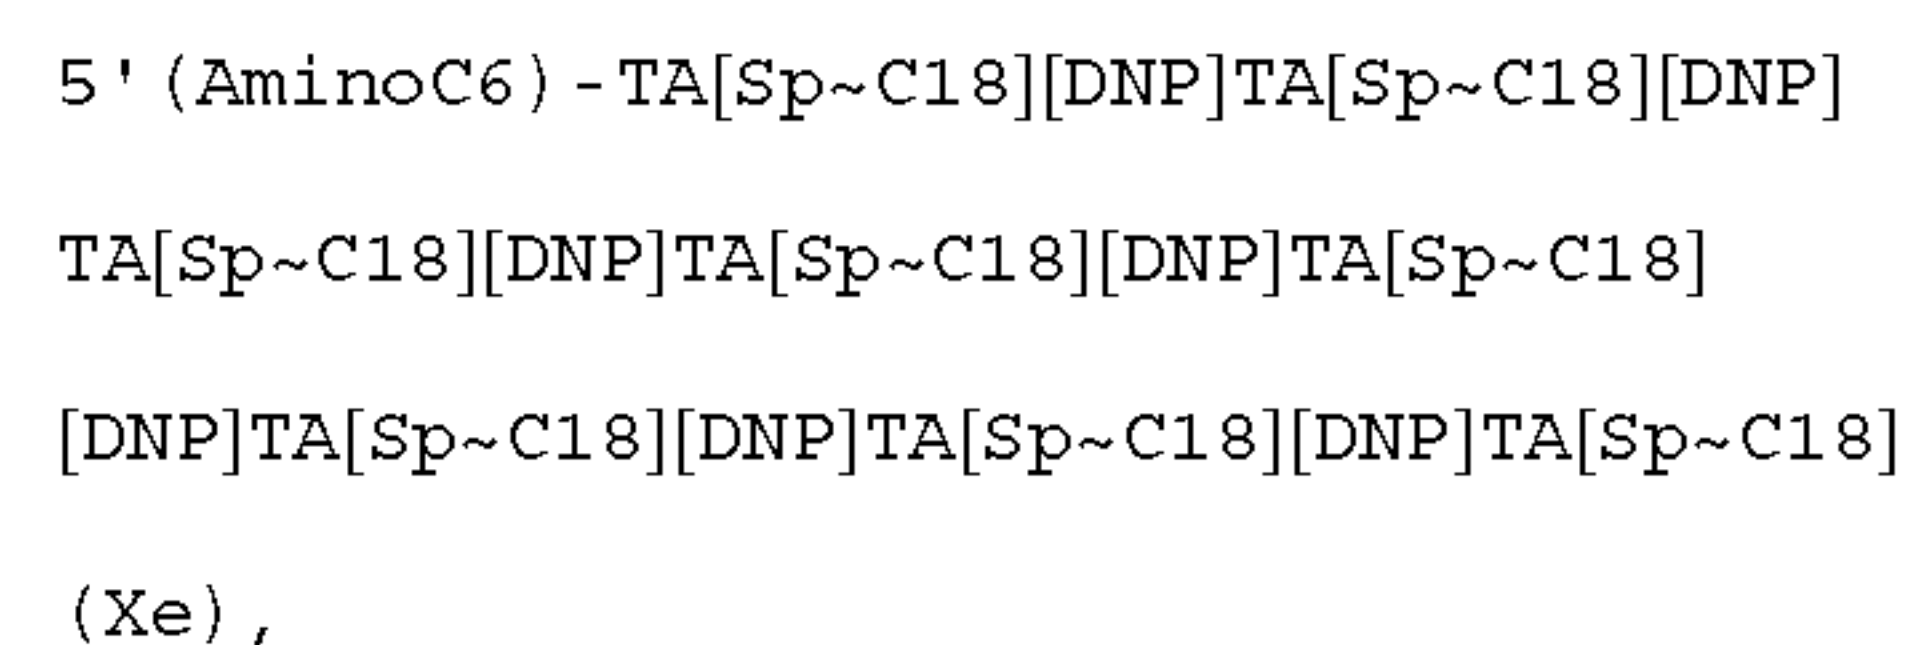 5'(AminoC6)-TA[Sp~C18][DNP]TA[Sp~C18][DNP]
TA[Sp~C18][DNP]TA[Sp~C18][DNP]TA[Sp~C18]
[DNP]TA[Sp~C18][DNP]TA[Sp~C18][DNP]TA[Sp~C18]
(Xe),